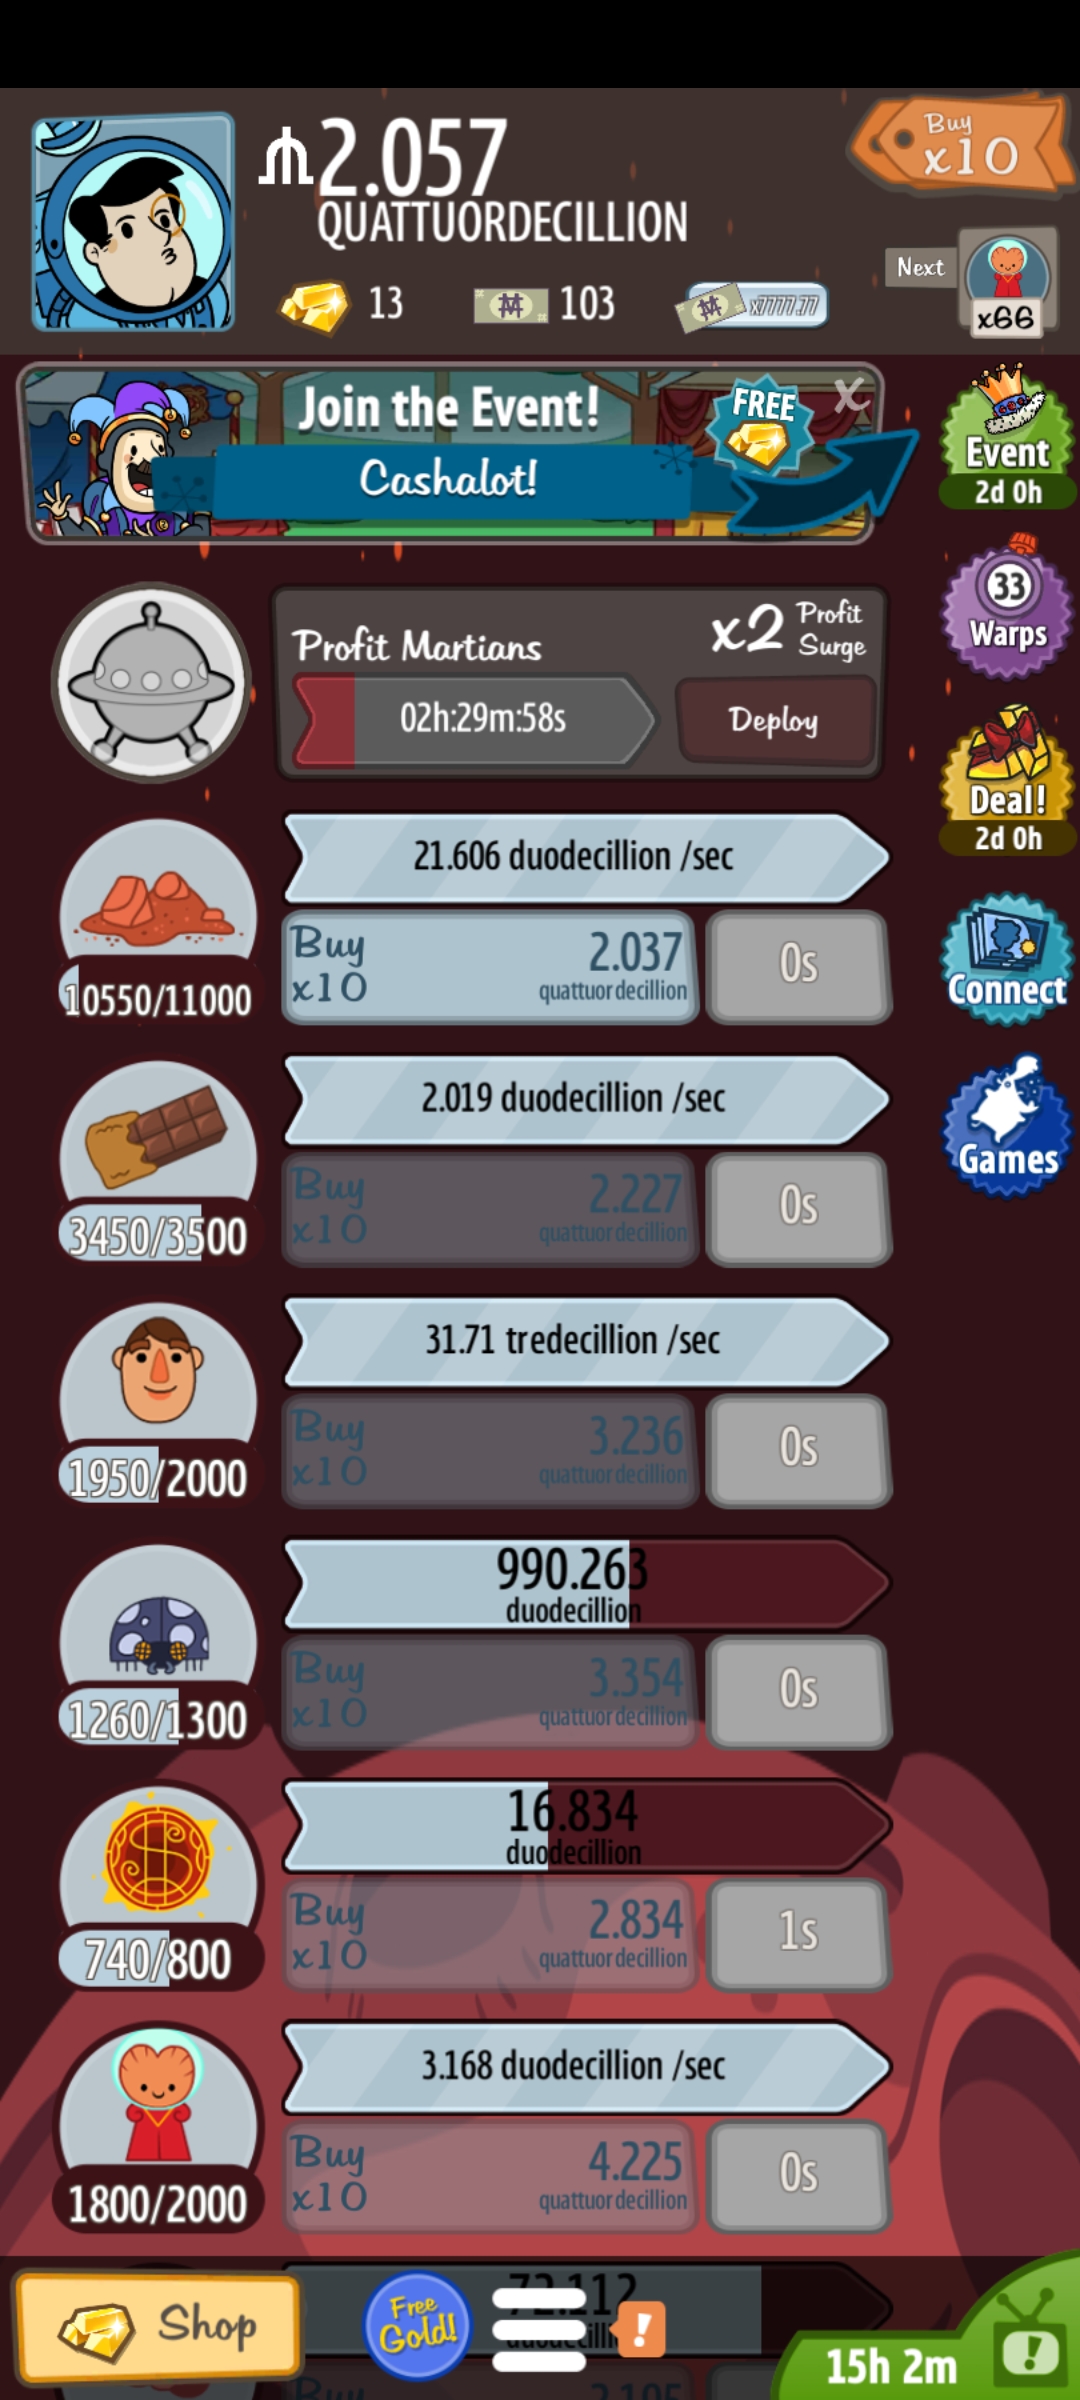 2.057
QUATTUORDECILLION
Buy
x10
13
103
x7777.77
Next
x66
Join the Event!
FREE
X
Cashalot!
Event
2d 0h
33
Warps
Profit Martians
x2 Profit
Surge
02h:29m:58s
Deploy
Deal!
2d 0h
21.606 duodecillion /sec
Buy
x10
2.037
quattuordecillion
0s
10550/11000
Connect
2.019 duodecillion /sec
Buy
x10
2.227
quattuordecillion
0s
3450/3500
Games
31.71 tredecillion /sec
Buy
x10
3.236
quattuordecillion
0s
1950/2000
990.263
duodecillion
Buy
x10
3.354
quattuordecillion
0s
1260/1300
16.834
duodecillion
Buy
x10
2.834
quattuordecillion
1s
740/800
3.168 duodecillion /sec
Buy
x10
4.225
quattuordecillion
0s
1800/2000
Shop
Free
Gold!
!
15h 2m
!